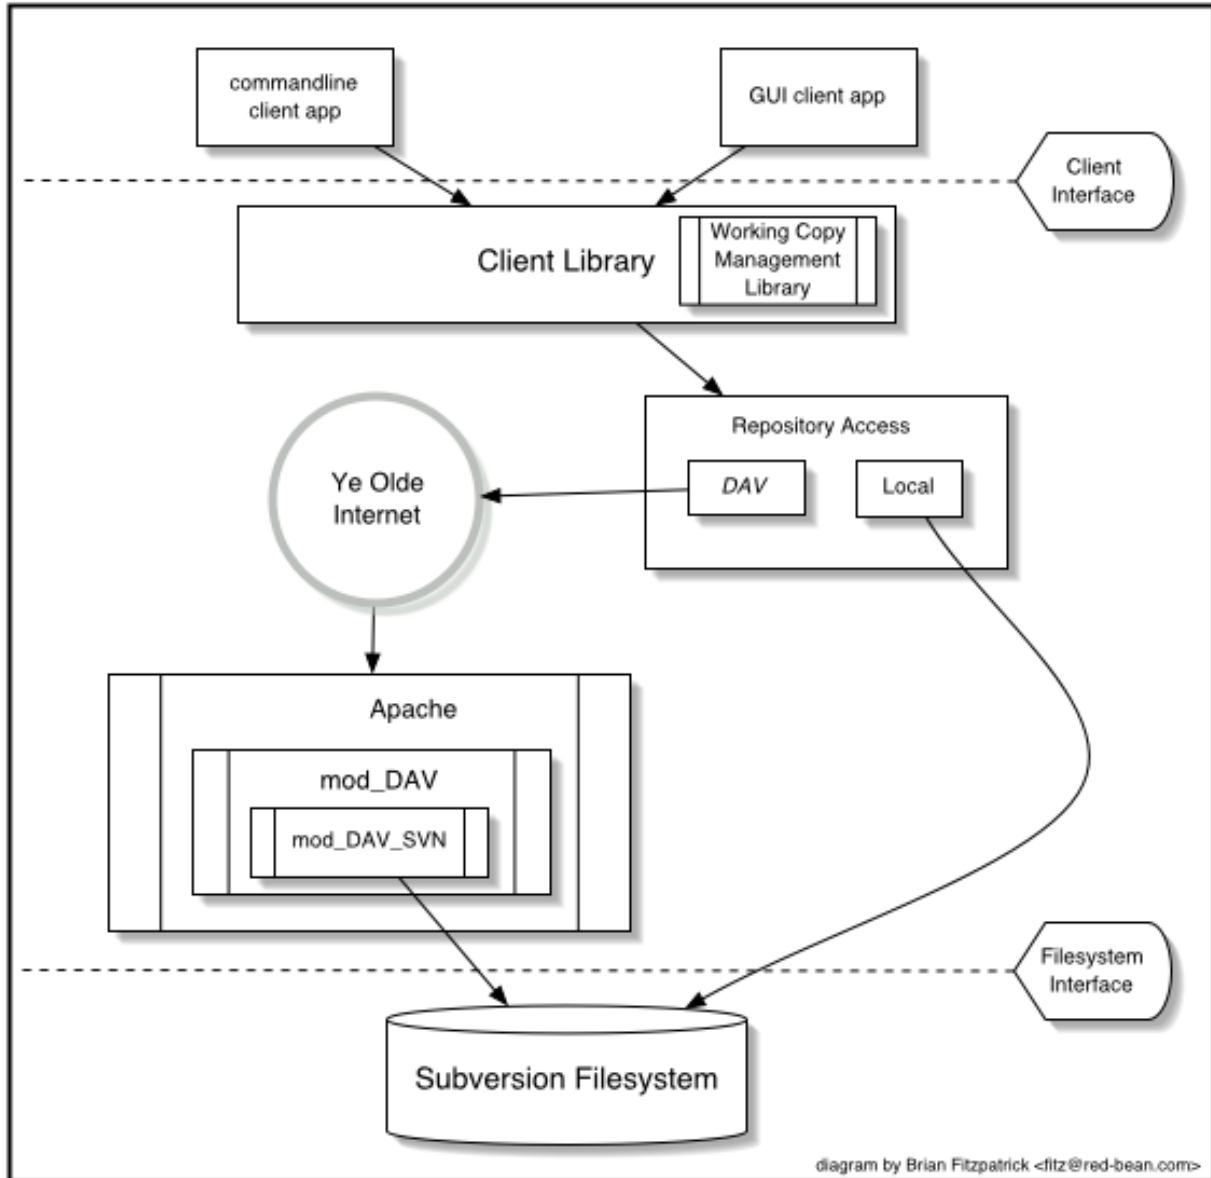 commandline
client app
GUI client app
Client
Interface
Client Library
Working Copy
Management
Library
Repository Access
DAV
Local
Ye Olde
Internet
Apache
mod_DAV
mod_DAV_SVN
Filesystem
Interface
Subversion Filesystem
diagram by Brian Fitzpatrick <fitz@red-bean.com>